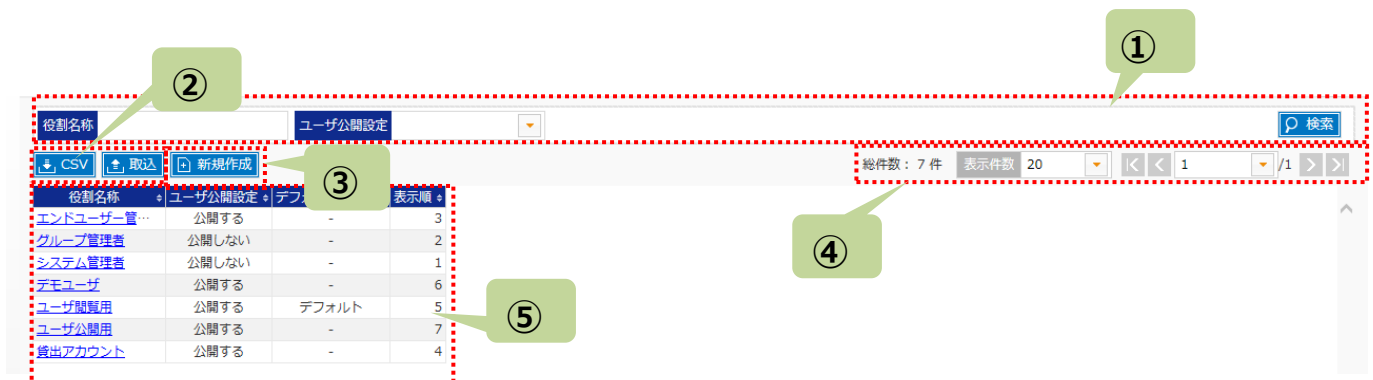 ①
②
役割名称 ユーザ公開設定 検索
CSV 取込 新規作成 総件数： 7 件 表示件数 20 1 /1
③
役割名称 ユーザ公開設定 デフ 表示順
エンドユーザー管… 公開する - 3
グループ管理者 公開しない - 2
④
システム管理者 公開しない - 1
デモユーザ 公開する - 6
ユーザ閲覧用 公開する デフォルト 5
⑤
ユーザ公開用 公開する - 7
貸出アカウント 公開する - 4